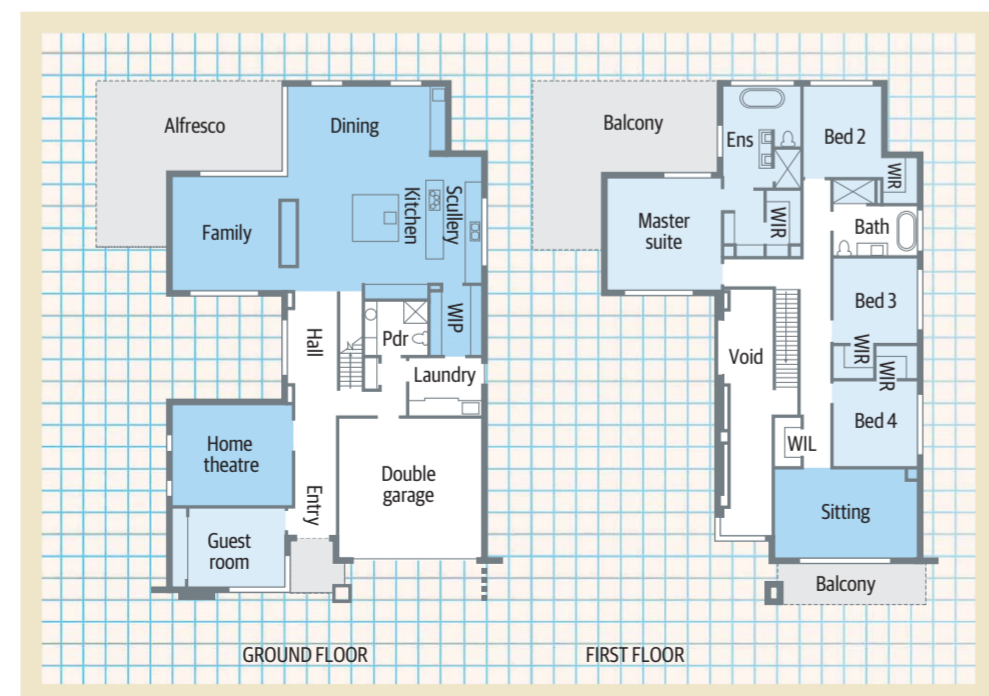 Alfresco
Dining
Family
Kitchen
Scullery
WIP
Hall
Pdr
Laundry
Home
theatre
Double
garage
Entry
Guest
room
GROUND FLOOR
Balcony
Ens
Bed 2
WIR
Master
suite
WIR
Bath
Bed 3
Void
WIR
WIR
Bed 4
WIL
Sitting
Balcony
FIRST FLOOR